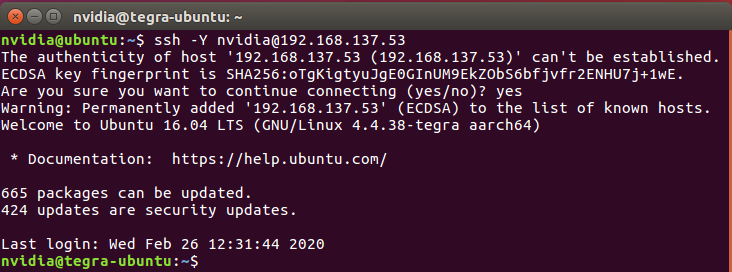 nvidia@tegra-ubuntu: ~
nvidia@ubuntu:~$ ssh -Y nvidia@192.168.137.53
The authenticity of host '192.168.137.53 (192.168.137.53)' can't be established.
ECDSA key fingerprint is SHA256:oTgKigtyuJgE0GInUM9EkZObS6bfjvfr2ENHU7j+1wE.
Are you sure you want to continue connecting (yes/no)? yes
Warning: Permanently added '192.168.137.53' (ECDSA) to the list of known hosts.
Welcome to Ubuntu 16.04 LTS (GNU/Linux 4.4.38-tegra aarch64)
* Documentation:  https://help.ubuntu.com/
665 packages can be updated.
424 updates are security updates.
Last login: Wed Feb 26 12:31:44 2020
nvidia@tegra-ubuntu:~$